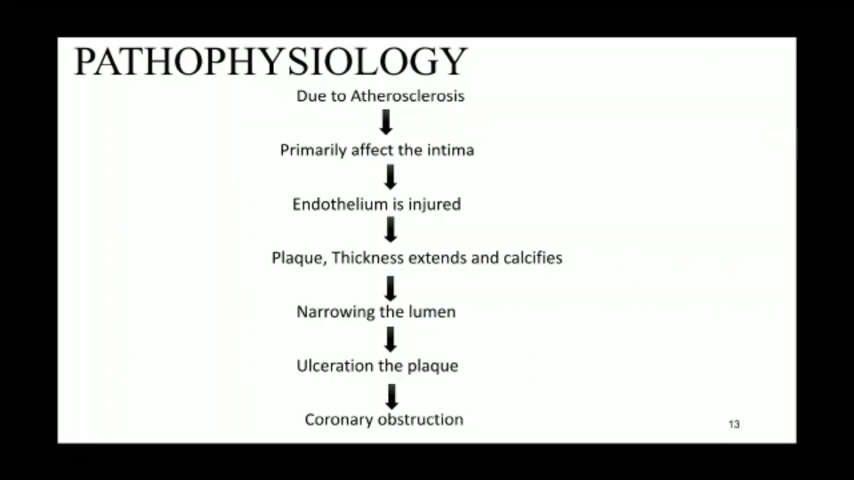 PATHOPHYSIOLOGY
Due to Atherosclerosis
Primarily affect the intima
Endothelium is injured
Plaque, Thickness extends and calcifies
Narrowing the lumen
Ulceration the plaque
Coronary obstruction
13